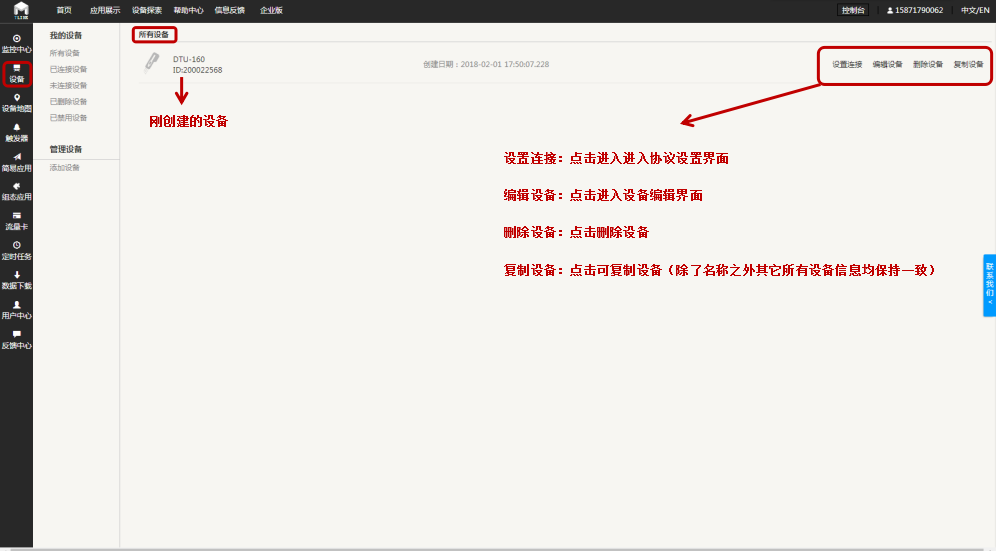 首页 应用展示 设备探索 帮助中心 信息反馈 企业版 控制台 15871790062 中文/EN
TLINK
监控中心
设备
设备地图
触发器
简易应用
组态应用
流量卡
定时任务
数据下载
用户中心
反馈中心
我的设备
所有设备
已连接设备
未连接设备
已删除设备
已禁用设备
管理设备
添加设备
所有设备
DTU-160
ID:200022568
创建日期：2018-02-01 17:50:07.228
设置连接 编辑设备 删除设备 复制设备
刚创建的设备
设置连接：点击进入进入协议设置界面
编辑设备：点击进入设备编辑界面
删除设备：点击删除设备
复制设备：点击可复制设备（除了名称之外其它所有设备信息均保持一致）
联系我们 <